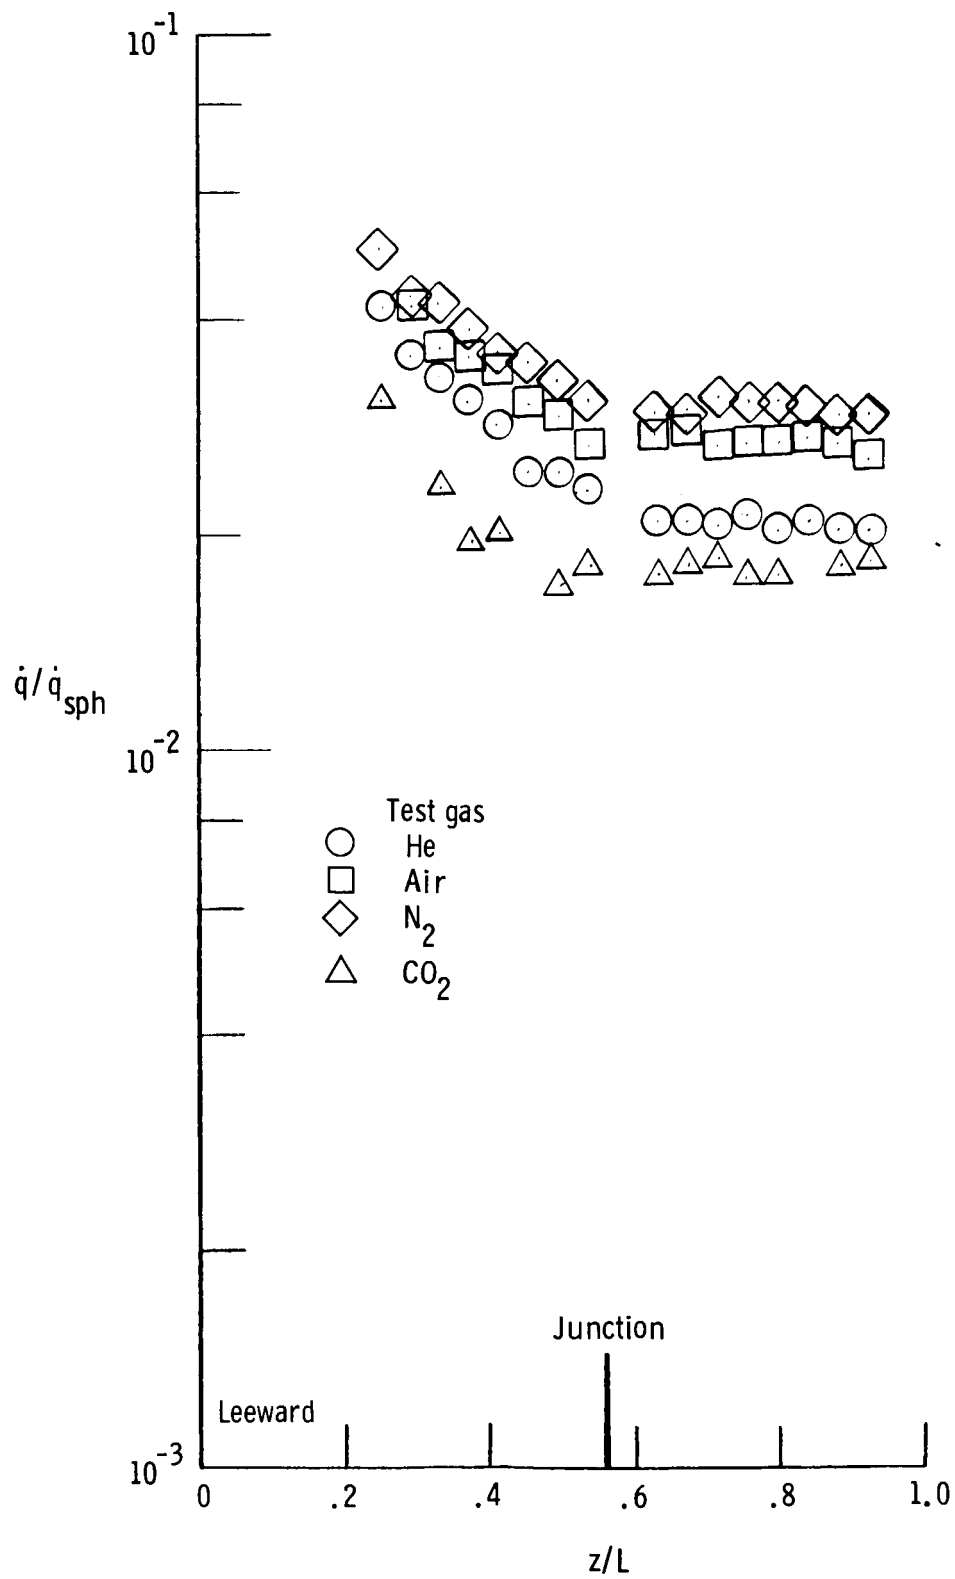 10⁻¹
q̇/q̇sph
10⁻²
Test gas
He
Air
N₂
CO₂
Junction
Leeward
10⁻³
0 .2 .4 .6 .8 1.0
z/L